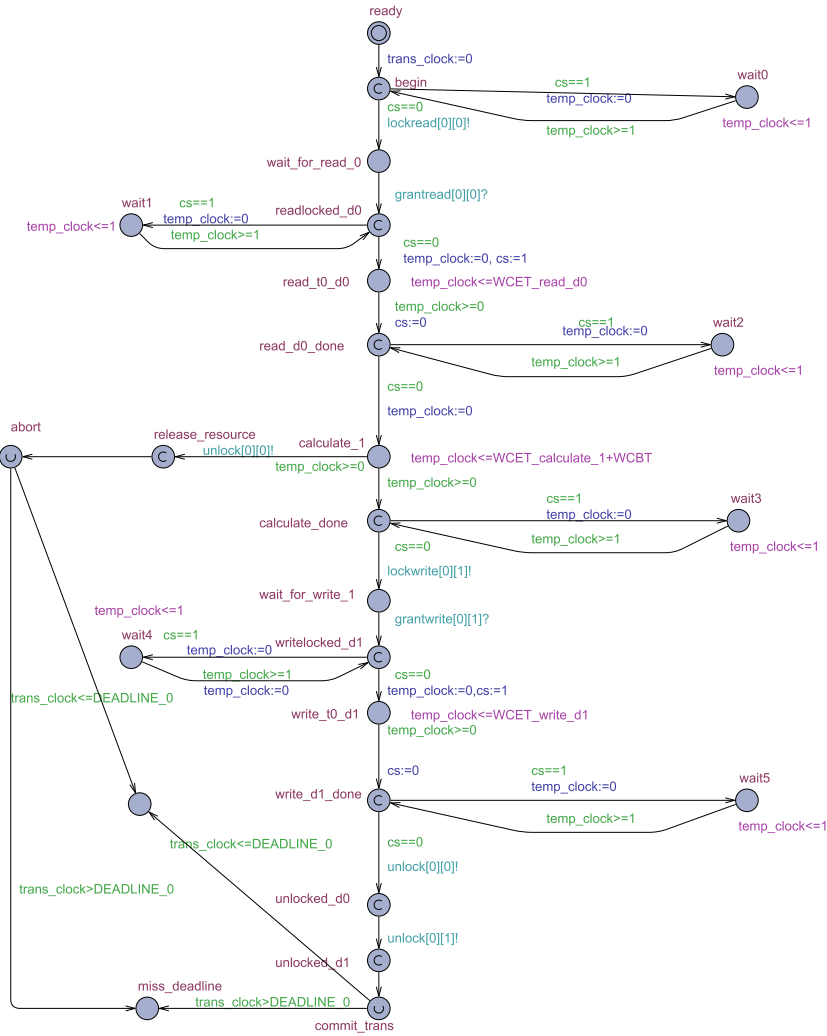 ready
trans_clock:=0
begin
cs==1
temp_clock:=0
wait0
temp_clock>=1
temp_clock<=1
cs==0
lockread[0][0]!
wait_for_read_0
grantread[0][0]?
wait1
cs==1
temp_clock:=0
temp_clock>=1
temp_clock<=1
readlocked_d0
cs==0
temp_clock:=0, cs:=1
read_t0_d0
temp_clock<=WCET_read_d0
temp_clock>=0
cs:=0
read_d0_done
cs==1
temp_clock:=0
wait2
temp_clock>=1
temp_clock<=1
cs==0
temp_clock:=0
abort
release_resource
unlock[0][0]!
temp_clock>=0
calculate_1
temp_clock<=WCET_calculate_1+WCBT
temp_clock>=0
calculate_done
cs==1
temp_clock:=0
wait3
temp_clock>=1
temp_clock<=1
cs==0
lockwrite[0][1]!
wait_for_write_1
grantwrite[0][1]?
temp_clock<=1
wait4
cs==1
temp_clock:=0
temp_clock>=1
temp_clock:=0
writelocked_d1
cs==0
temp_clock:=0,cs:=1
trans_clock<=DEADLINE_0
write_t0_d1
temp_clock<=WCET_write_d1
temp_clock>=0
cs:=0
write_d1_done
cs==1
temp_clock:=0
wait5
temp_clock>=1
temp_clock<=1
cs==0
trans_clock<=DEADLINE_0
unlock[0][0]!
trans_clock>DEADLINE_0
unlocked_d0
unlock[0][1]!
unlocked_d1
miss_deadline
trans_clock>DEADLINE_0
commit_trans